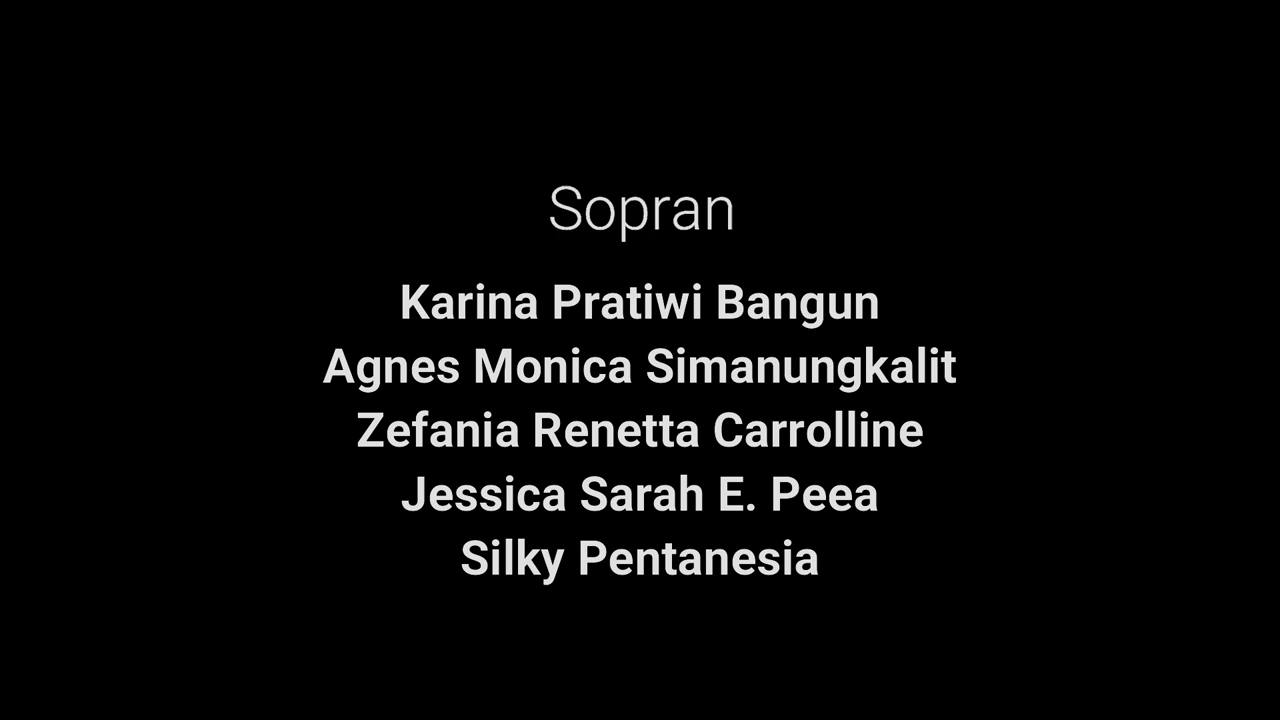 Sopran
Karina Pratiwi Bangun
Agnes Monica Simanungkalit
Zefania Renetta Carrolline
Jessica Sarah E. Peea
Silky Pentanesia